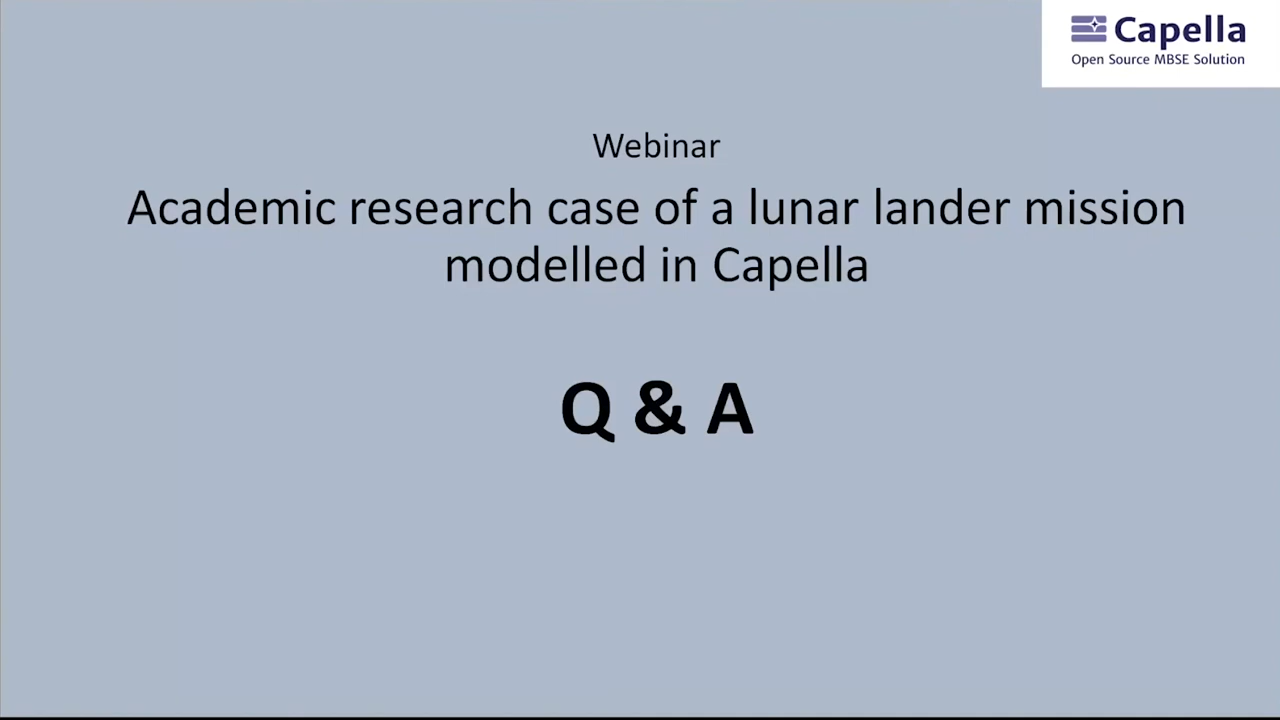 Capella
Open Source MBSE Solution
Webinar
Academic research case of a lunar lander mission
modelled in Capella
Q & A